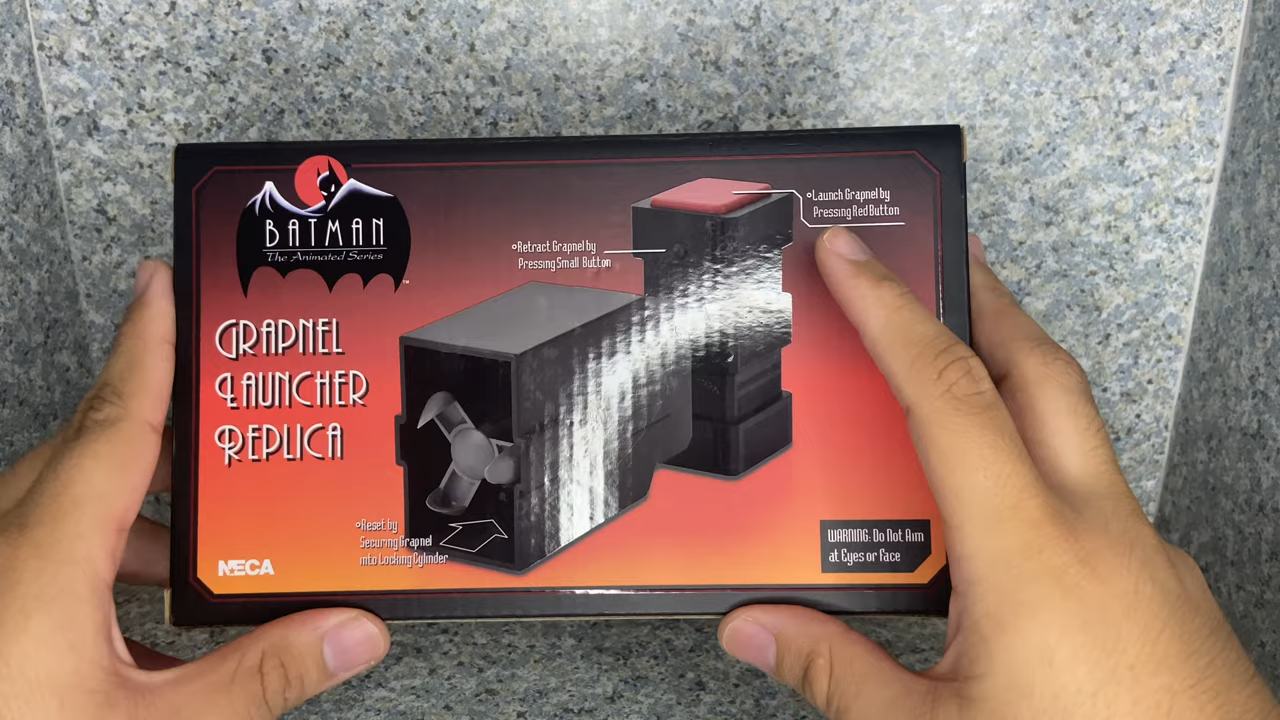 BATMAN
The Animated Series
™
GRAPNEL
LAUNCHER
REPLICA
Launch Grapnel by
Pressing Red Button
Retract Grapnel by
Pressing Small Button
Reset by
Securing Grapnel
into Locking Cylinder
NECA
WARNING: Do Not Aim
at Eyes or Face